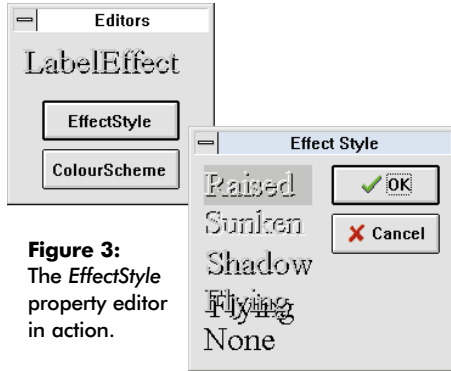 Editors
LabelEffect
EffectStyle
ColourScheme
Effect Style
Raised
Sunken
Shadow
Flying
None
OK
Cancel
Figure 3:
The EffectStyle
property editor
in action.